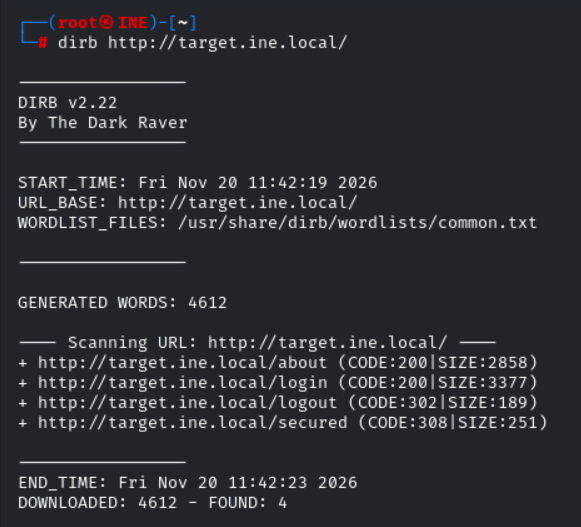 ┌──(root㉿INE)-[~]
└─# dirb http://target.ine.local/
-----------------
DIRB v2.22
By The Dark Raver
-----------------
START_TIME: Fri Nov 20 11:42:19 2026
URL_BASE: http://target.ine.local/
WORDLIST_FILES: /usr/share/dirb/wordlists/common.txt
-----------------
GENERATED WORDS: 4612
---- Scanning URL: http://target.ine.local/ ----
+ http://target.ine.local/about (CODE:200|SIZE:2858)
+ http://target.ine.local/login (CODE:200|SIZE:3377)
+ http://target.ine.local/logout (CODE:302|SIZE:189)
+ http://target.ine.local/secured (CODE:308|SIZE:251)
-----------------
END_TIME: Fri Nov 20 11:42:23 2026
DOWNLOADED: 4612 - FOUND: 4